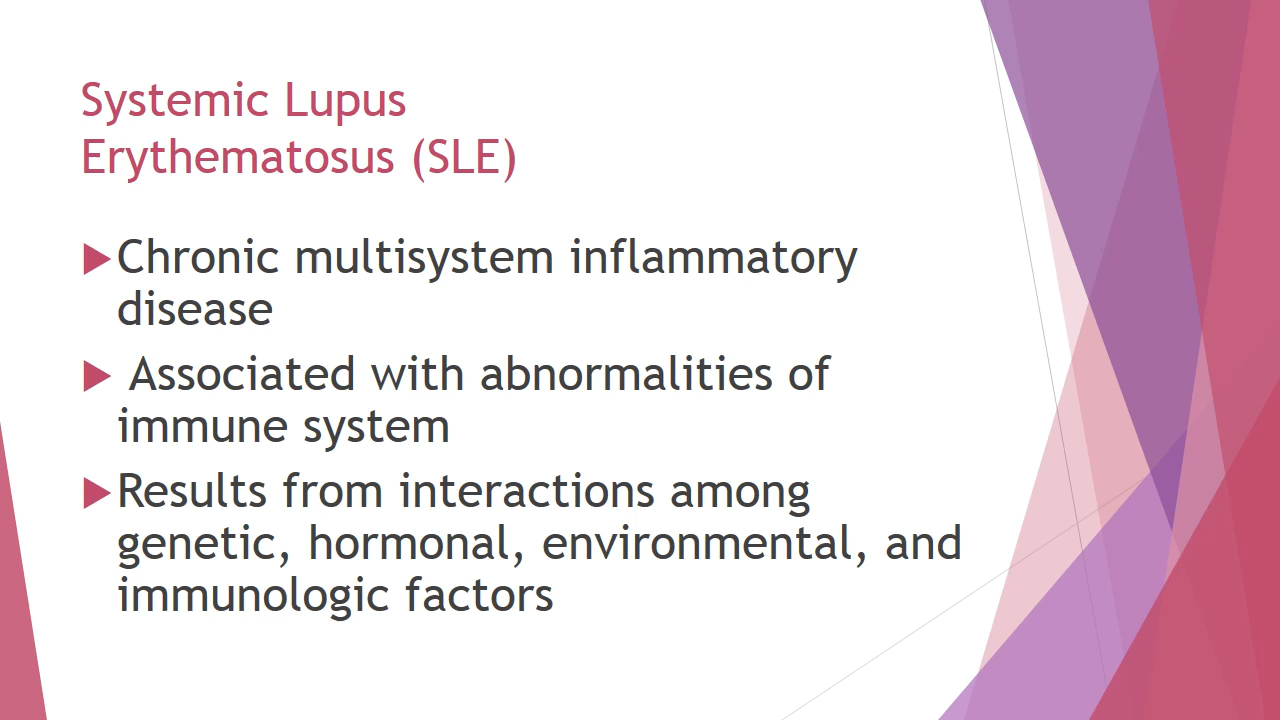 Systemic Lupus
Erythematosus (SLE)
Chronic multisystem inflammatory
disease
Associated with abnormalities of
immune system
Results from interactions among
genetic, hormonal, environmental, and
immunologic factors